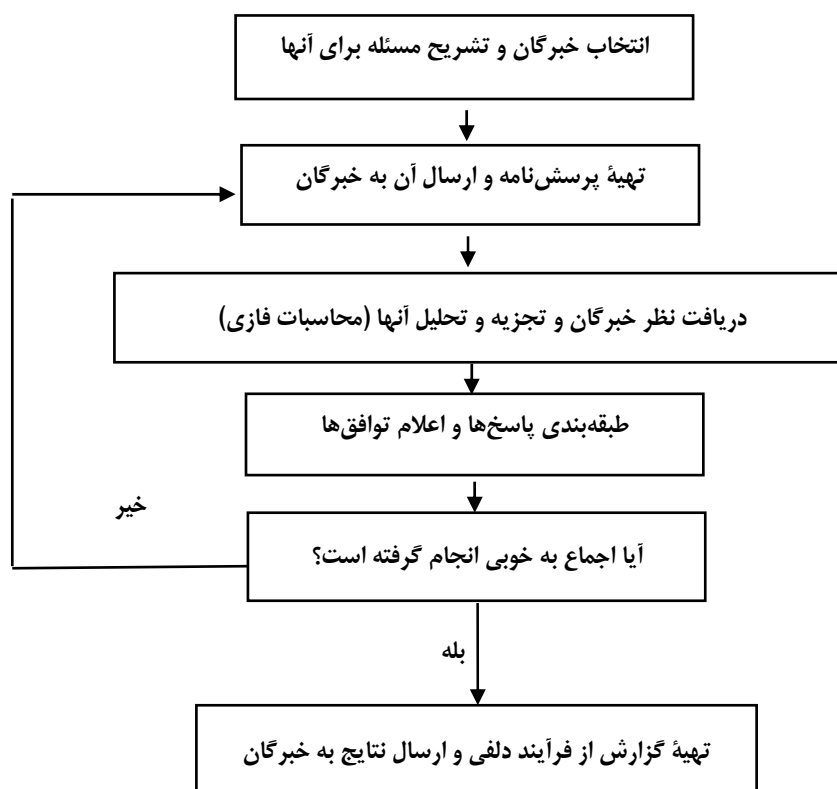 انتخاب خبرگان و تشریح مسئله برای آنها
تهیۀ پرسش‌نامه و ارسال آن به خبرگان
دریافت نظر خبرگان و تجزیه و تحلیل آنها (محاسبات فازی)
طبقه‌بندی پاسخ‌ها و اعلام توافق‌ها
خیر
آیا اجماع به خوبی انجام گرفته است؟
بله
تهیۀ گزارش از فرآیند دلفی و ارسال نتایج به خبرگان